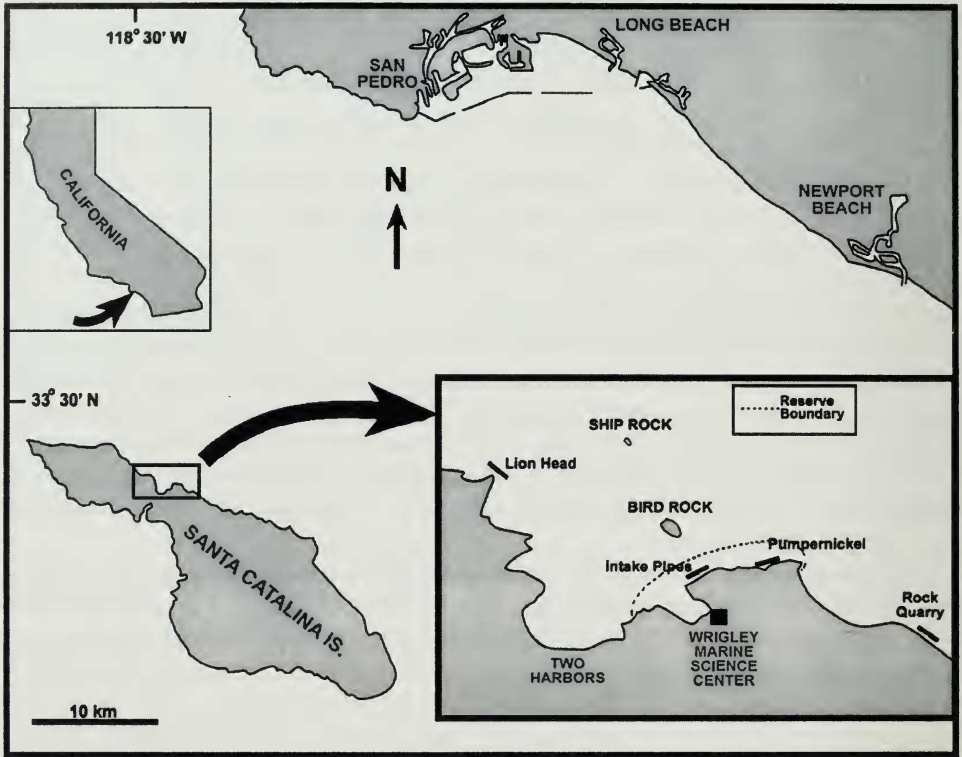 118° 30' W
LONG BEACH
SAN
PEDRO
CALIFORNIA
N
NEWPORT
BEACH
33° 30' N
SANTA CATALINA IS.
10 km
Reserve
Boundary
SHIP ROCK
Lion Head
BIRD ROCK
Intake Pipes
Pumpernickel
Rock
Quarry
WRIGLEY
MARINE
SCIENCE
CENTER
TWO
HARBORS